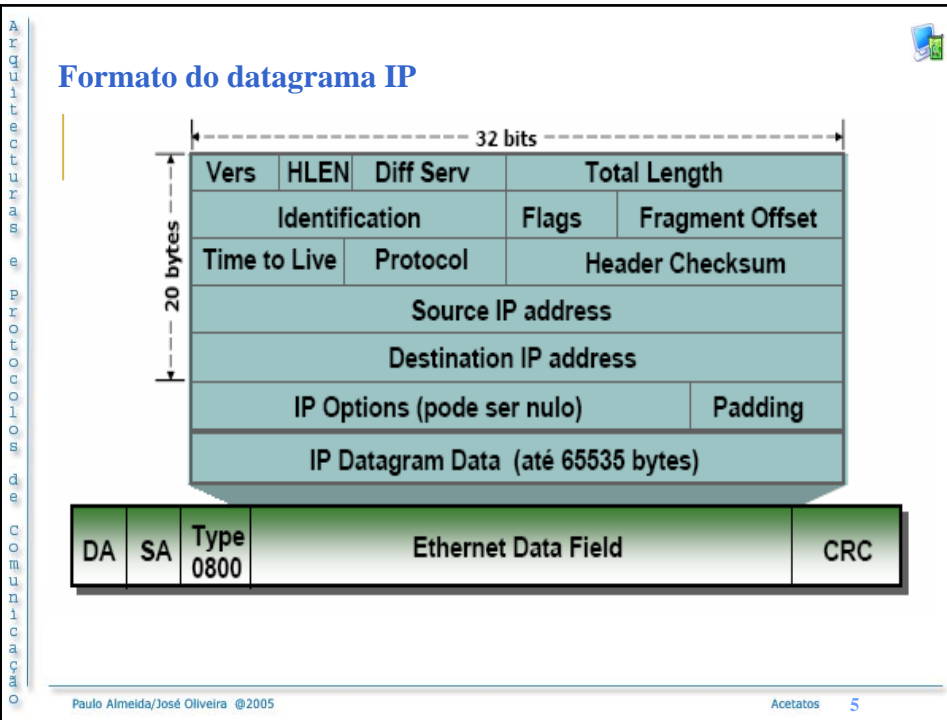 Arquitecturas e Protocolos de Comunicação
Formato do datagrama IP
32 bits
20 bytes
Vers HLEN Diff Serv Total Length
Identification Flags Fragment Offset
Time to Live Protocol Header Checksum
Source IP address
Destination IP address
IP Options (pode ser nulo) Padding
IP Datagram Data (até 65535 bytes)
DA SA Type 0800 Ethernet Data Field CRC
Paulo Almeida/José Oliveira @2005 Acetatos 5